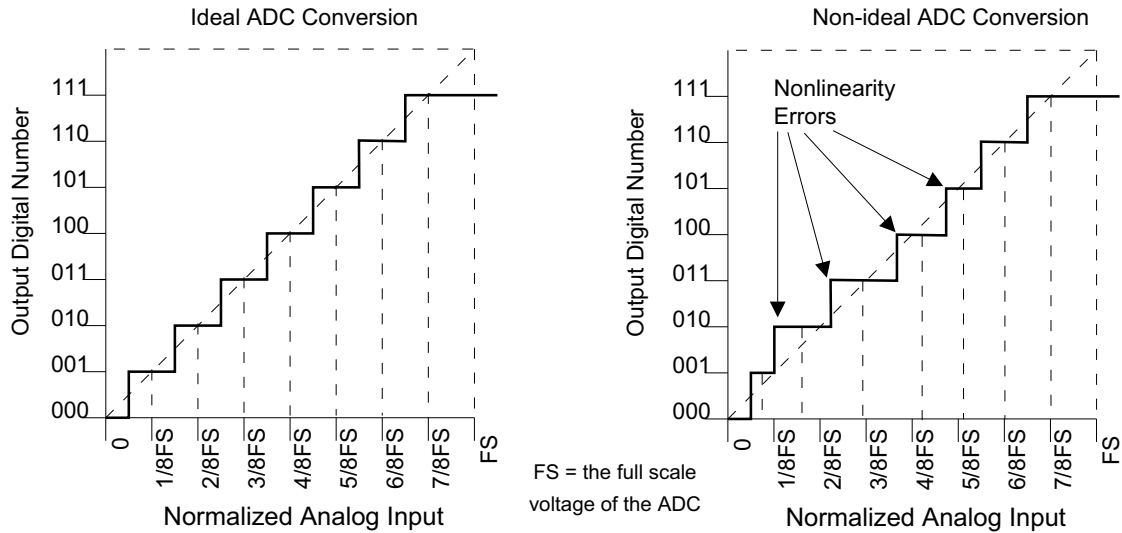 Ideal ADC Conversion
Output Digital Number
111
110
101
100
011
010
001
000
0
1/8FS
2/8FS
3/8FS
4/8FS
5/8FS
6/8FS
7/8FS
FS
Normalized Analog Input
FS = the full scale
voltage of the ADC
Non-ideal ADC Conversion
Nonlinearity
Errors
Output Digital Number
111
110
101
100
011
010
001
000
0
1/8FS
2/8FS
3/8FS
4/8FS
5/8FS
6/8FS
7/8FS
FS
Normalized Analog Input